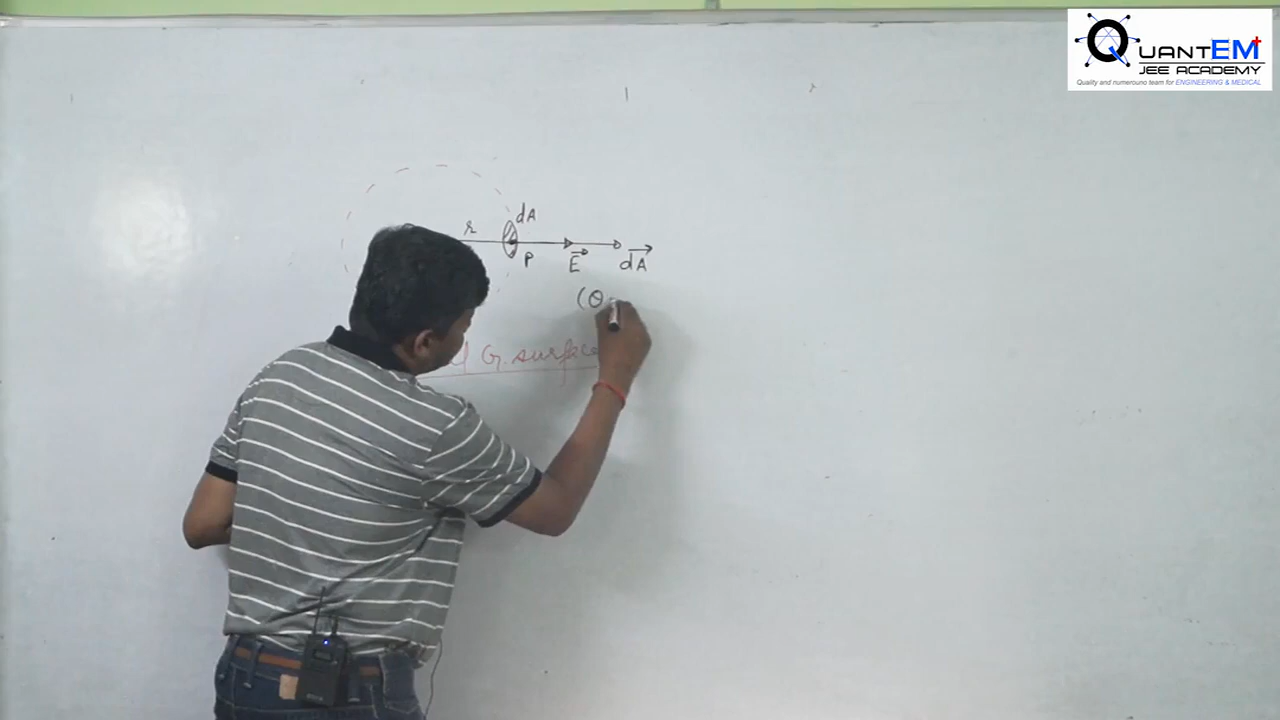 QUANTEM
JEE ACADEMY
Quality and numerouno team for ENGINEERING & MEDICAL
dA
r
P
E
dA
(θ
G. surface